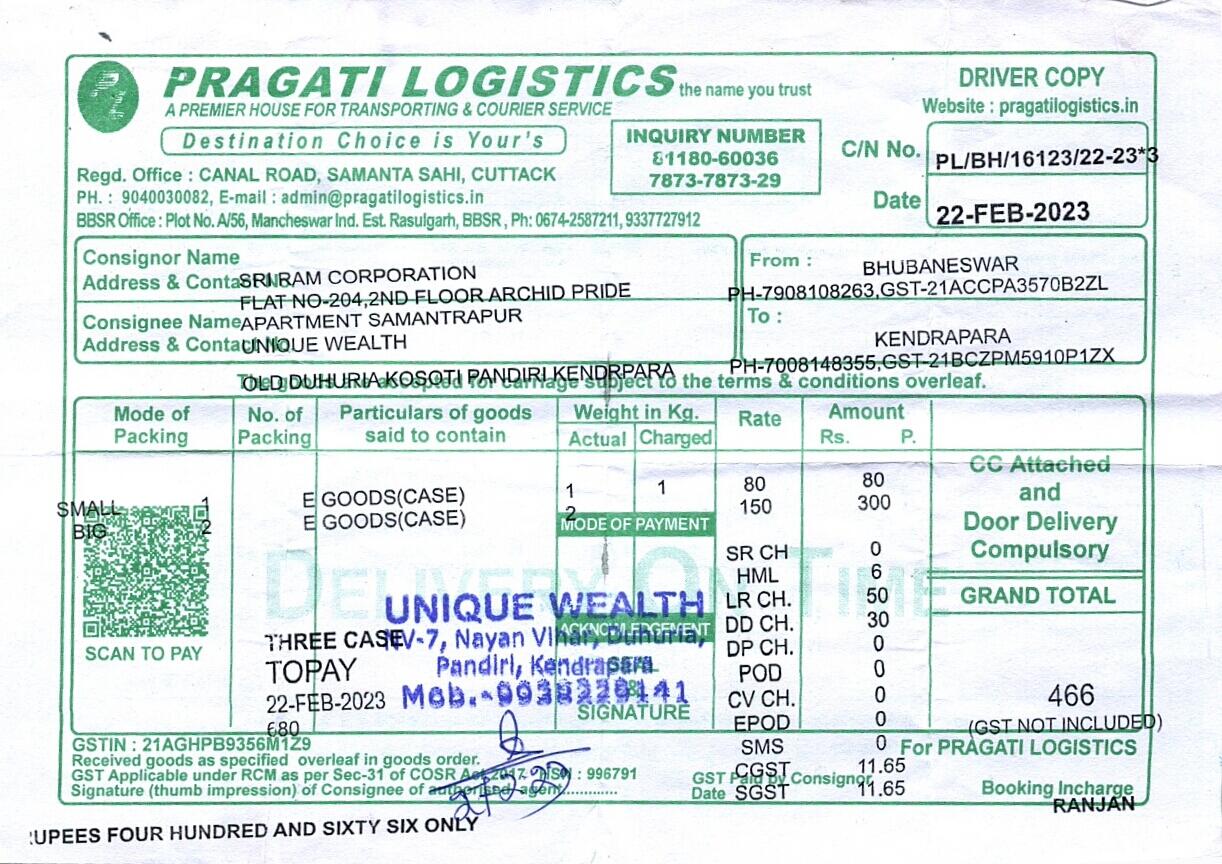 PRAGATI LOGISTICS the name you trust
A PREMIER HOUSE FOR TRANSPORTING & COURIER SERVICE
Destination Choice is Your's
DRIVER COPY
Website : pragatilogistics.in
INQUIRY NUMBER
81180-60036
7873-7873-29
C/N No. PL/BH/16123/22-23*3
Date 22-FEB-2023
Regd. Office : CANAL ROAD, SAMANTA SAHI, CUTTACK
PH. : 9040030082, E-mail : admin@pragatilogistics.in
BBSR Office : Plot No. A/56, Mancheswar Ind. Est. Rasulgarh, BBSR , Ph: 0674-2587211, 9337727912
Consignor Name
Address & Contact No.
SRI RAM CORPORATION
FLAT NO-204,2ND FLOOR ARCHID PRIDE
APARTMENT SAMANTRAPUR
Consignee Name
Address & Contact No.
UNIQUE WEALTH
OLD DUHURIA KOSOTI PANDIRI KENDRPARA
From : BHUBANESWAR
PH-7908108263,GST-21ACCPA3570B2ZL
To : KENDRAPARA
PH-7008148355,GST-21BCZPM5910P1ZX
The goods are accepted for carriage subject to the terms & conditions overleaf.
Mode of Packing No. of Packing Particulars of goods said to contain Weight in Kg. Actual Charged Rate Amount Rs. P.
SMALL 1 E GOODS(CASE) 1 1 80 80
BIG 2 E GOODS(CASE) 2 150 300
MODE OF PAYMENT
CC Attached
and
Door Delivery
Compulsory
DELIVERY ON TIME
SR CH 0
HML 6
LR CH. 50
DD CH. 30
DP CH. 0
POD 0
CV CH. 0
EPOD 0
SMS 0
CGST 11.65
SGST 11.65
GRAND TOTAL
466
(GST NOT INCLUDED)
SCAN TO PAY
THREE CASE
TOPAY
22-FEB-2023
680
ACKNOWLEDGEMENT
SEAL
&
SIGNATURE
UNIQUE WEALTH
NV-7, Nayan Vihar, Duhuria,
Pandiri, Kendrapara
Mob.-
GSTIN : 21AGHPB9356M1Z9
Received goods as specified overleaf in goods order.
GST Applicable under RCM as per Sec-31 of COSR Act,2017 HSN : 996791
Signature (thumb impression) of Consignee of authorised agent..............
GST Paid by Consignor
Date
For PRAGATI LOGISTICS
Booking Incharge
RANJAN
RUPEES FOUR HUNDRED AND SIXTY SIX ONLY